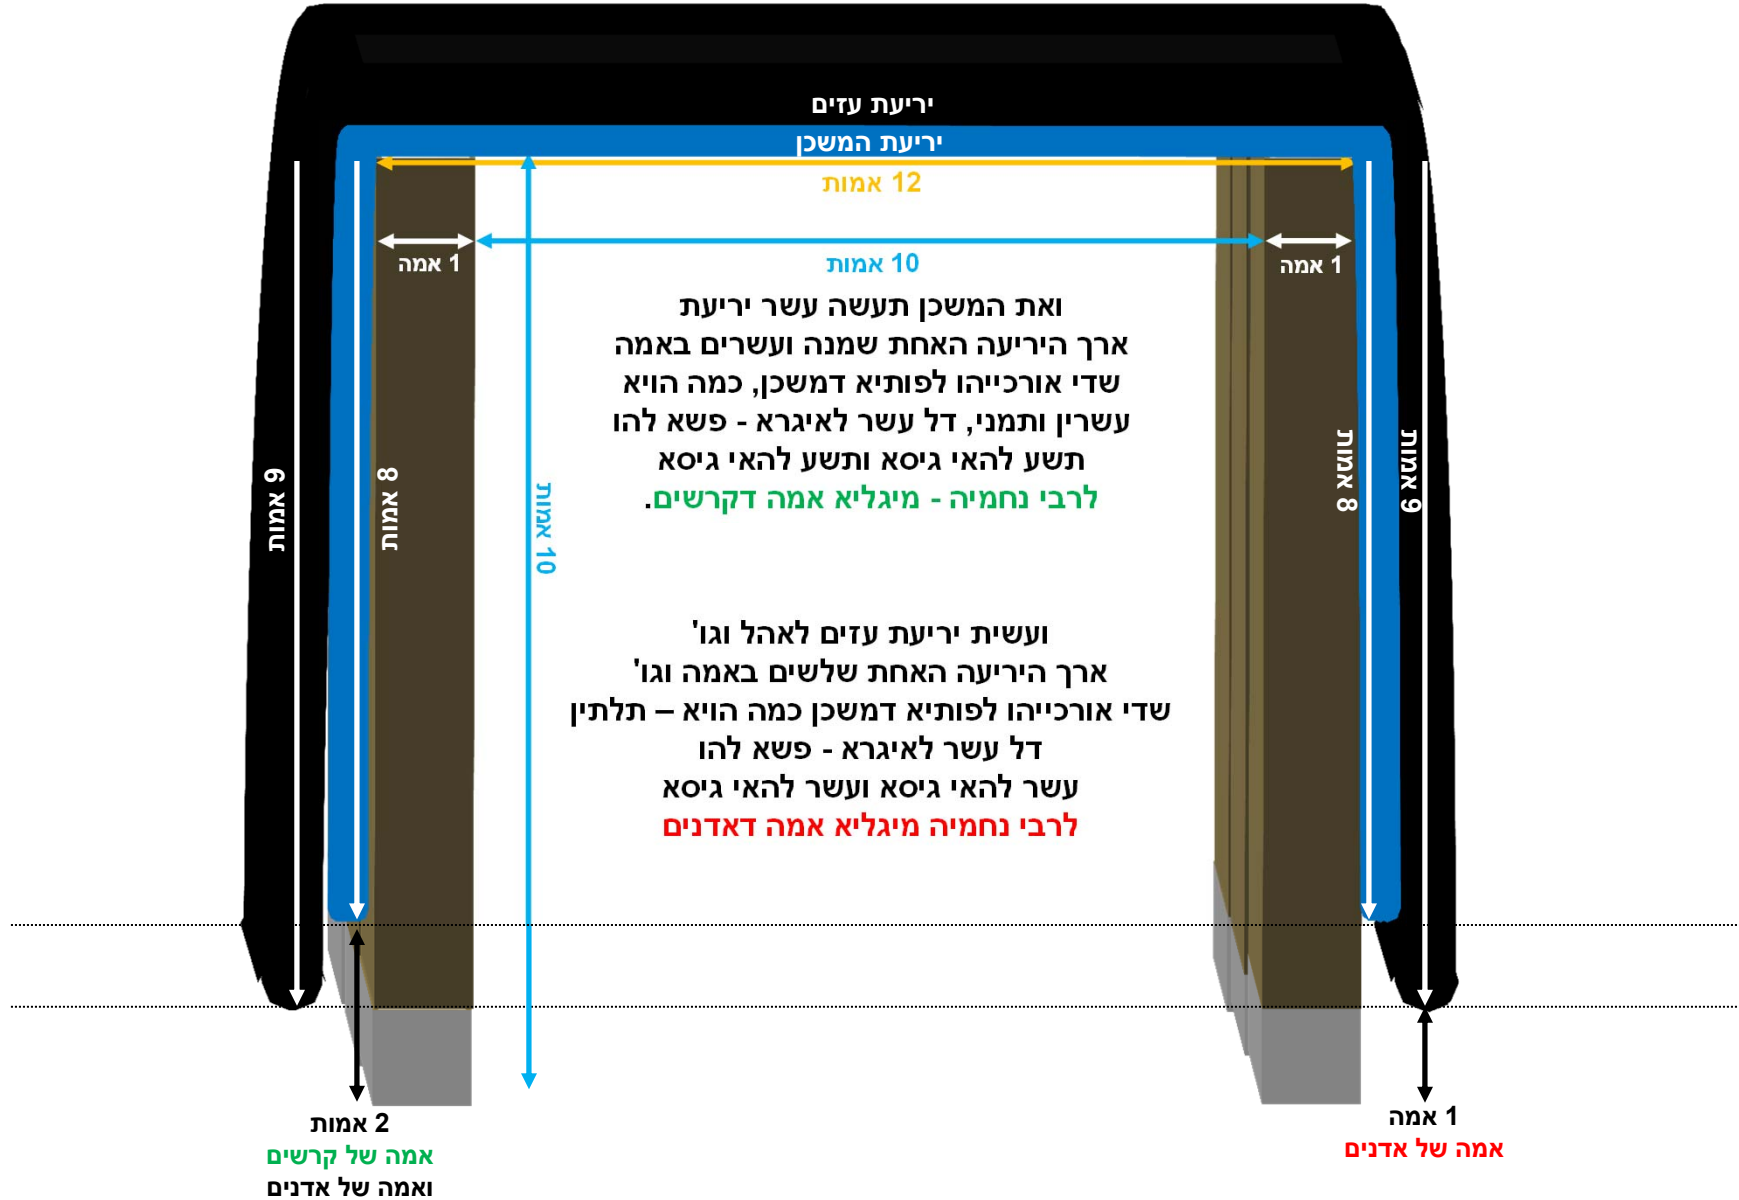 יריעת עזים
יריעת המשכן
12 אמות
1 אמה
10 אמות
1 אמה
ואת המשכן תעשה עשר יריעת
ארך היריעה האחת שמנה ועשרים באמה
שדי אורכייהו לפותיא דמשכן, כמה הויא
עשרין ותמני, דל עשר לאיגרא - פשא להו
תשע להאי גיסא ותשע להאי גיסא
לרבי נחמיה - מיגליא אמה דקרשים.
9 אמות
8 אמות
10 אמות
8 אמות
9 אמות
ועשית יריעת עזים לאהל וגו'
ארך היריעה האחת שלשים באמה וגו'
שדי אורכייהו לפותיא דמשכן כמה הויא – תלתין
דל עשר לאיגרא - פשא להו
עשר להאי גיסא ועשר להאי גיסא
לרבי נחמיה מיגליא אמה דאדנים
1 אמה
אמה של אדנים
2 אמות
אמה של קרשים
ואמה של אדנים